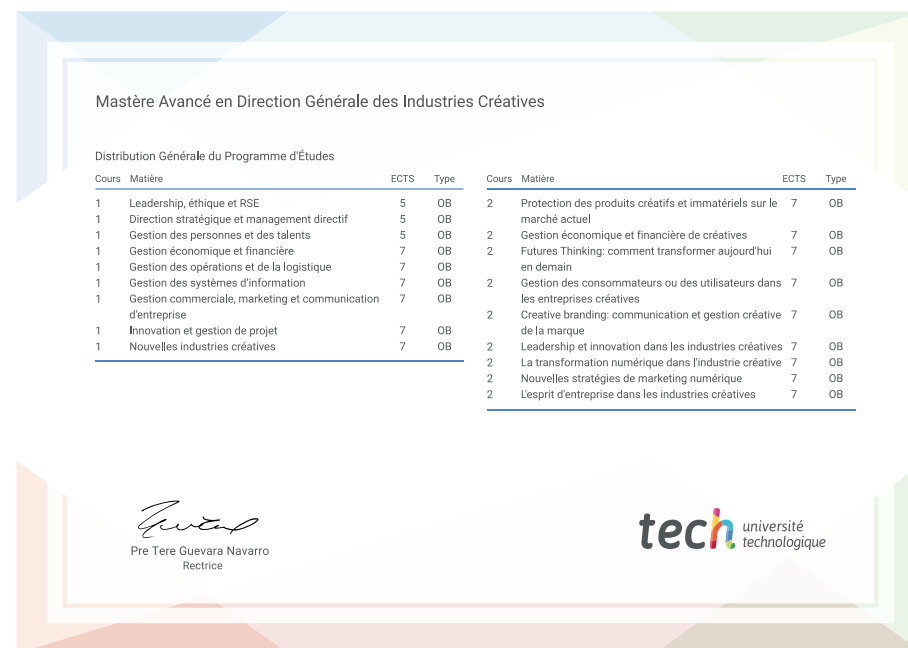 Mastère Avancé en Direction Générale des Industries Créatives
Distribution Générale du Programme d'Études
Cours Matière ECTS Type
1 Leadership, éthique et RSE 5 OB
1 Direction stratégique et management directif 5 OB
1 Gestion des personnes et des talents 5 OB
1 Gestion économique et financière 7 OB
1 Gestion des opérations et de la logistique 7 OB
1 Gestion des systèmes d'information 7 OB
1 Gestion commerciale, marketing et communication 7 OB
d'entreprise
1 Innovation et gestion de projet 7 OB
1 Nouvelles industries créatives 7 OB
Cours Matière ECTS Type
2 Protection des produits créatifs et immatériels sur le 7 OB
marché actuel
2 Gestion économique et financière de créatives 7 OB
2 Futures Thinking: comment transformer aujourd'hui 7 OB
en demain
2 Gestion des consommateurs ou des utilisateurs dans 7 OB
les entreprises créatives
2 Creative branding: communication et gestion créative 7 OB
de la marque
2 Leadership et innovation dans les industries créatives 7 OB
2 La transformation numérique dans l'industrie créative 7 OB
2 Nouvelles stratégies de marketing numérique 7 OB
2 L'esprit d'entreprise dans les industries créatives 7 OB
Pre Tere Guevara Navarro
Rectrice
tech université
technologique